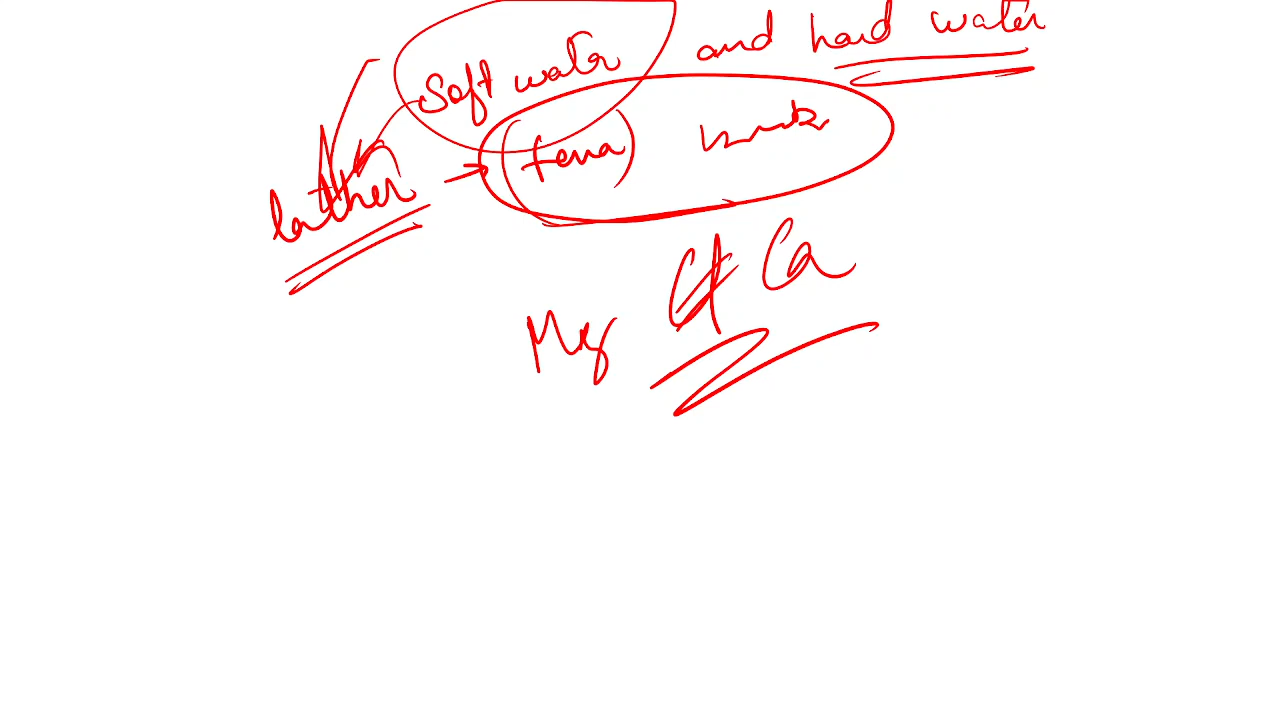 Soft water and hard water
lather → (fena)
Mg Ca